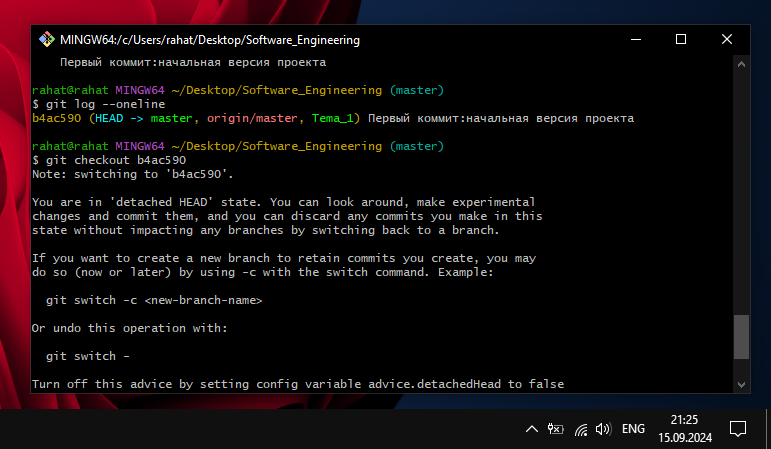 MINGW64:/c/Users/rahat/Desktop/Software_Engineering
Первый коммит:начальная версия проекта
rahat@rahat MINGW64 ~/Desktop/Software_Engineering (master)
$ git log --oneline
b4ac590 (HEAD -> master, origin/master, Tema_1) Первый коммит:начальная версия проекта
rahat@rahat MINGW64 ~/Desktop/Software_Engineering (master)
$ git checkout b4ac590
Note: switching to 'b4ac590'.
You are in 'detached HEAD' state. You can look around, make experimental
changes and commit them, and you can discard any commits you make in this
state without impacting any branches by switching back to a branch.
If you want to create a new branch to retain commits you create, you may
do so (now or later) by using -c with the switch command. Example:
git switch -c <new-branch-name>
Or undo this operation with:
git switch -
Turn off this advice by setting config variable advice.detachedHead to false
ENG
21:25
15.09.2024